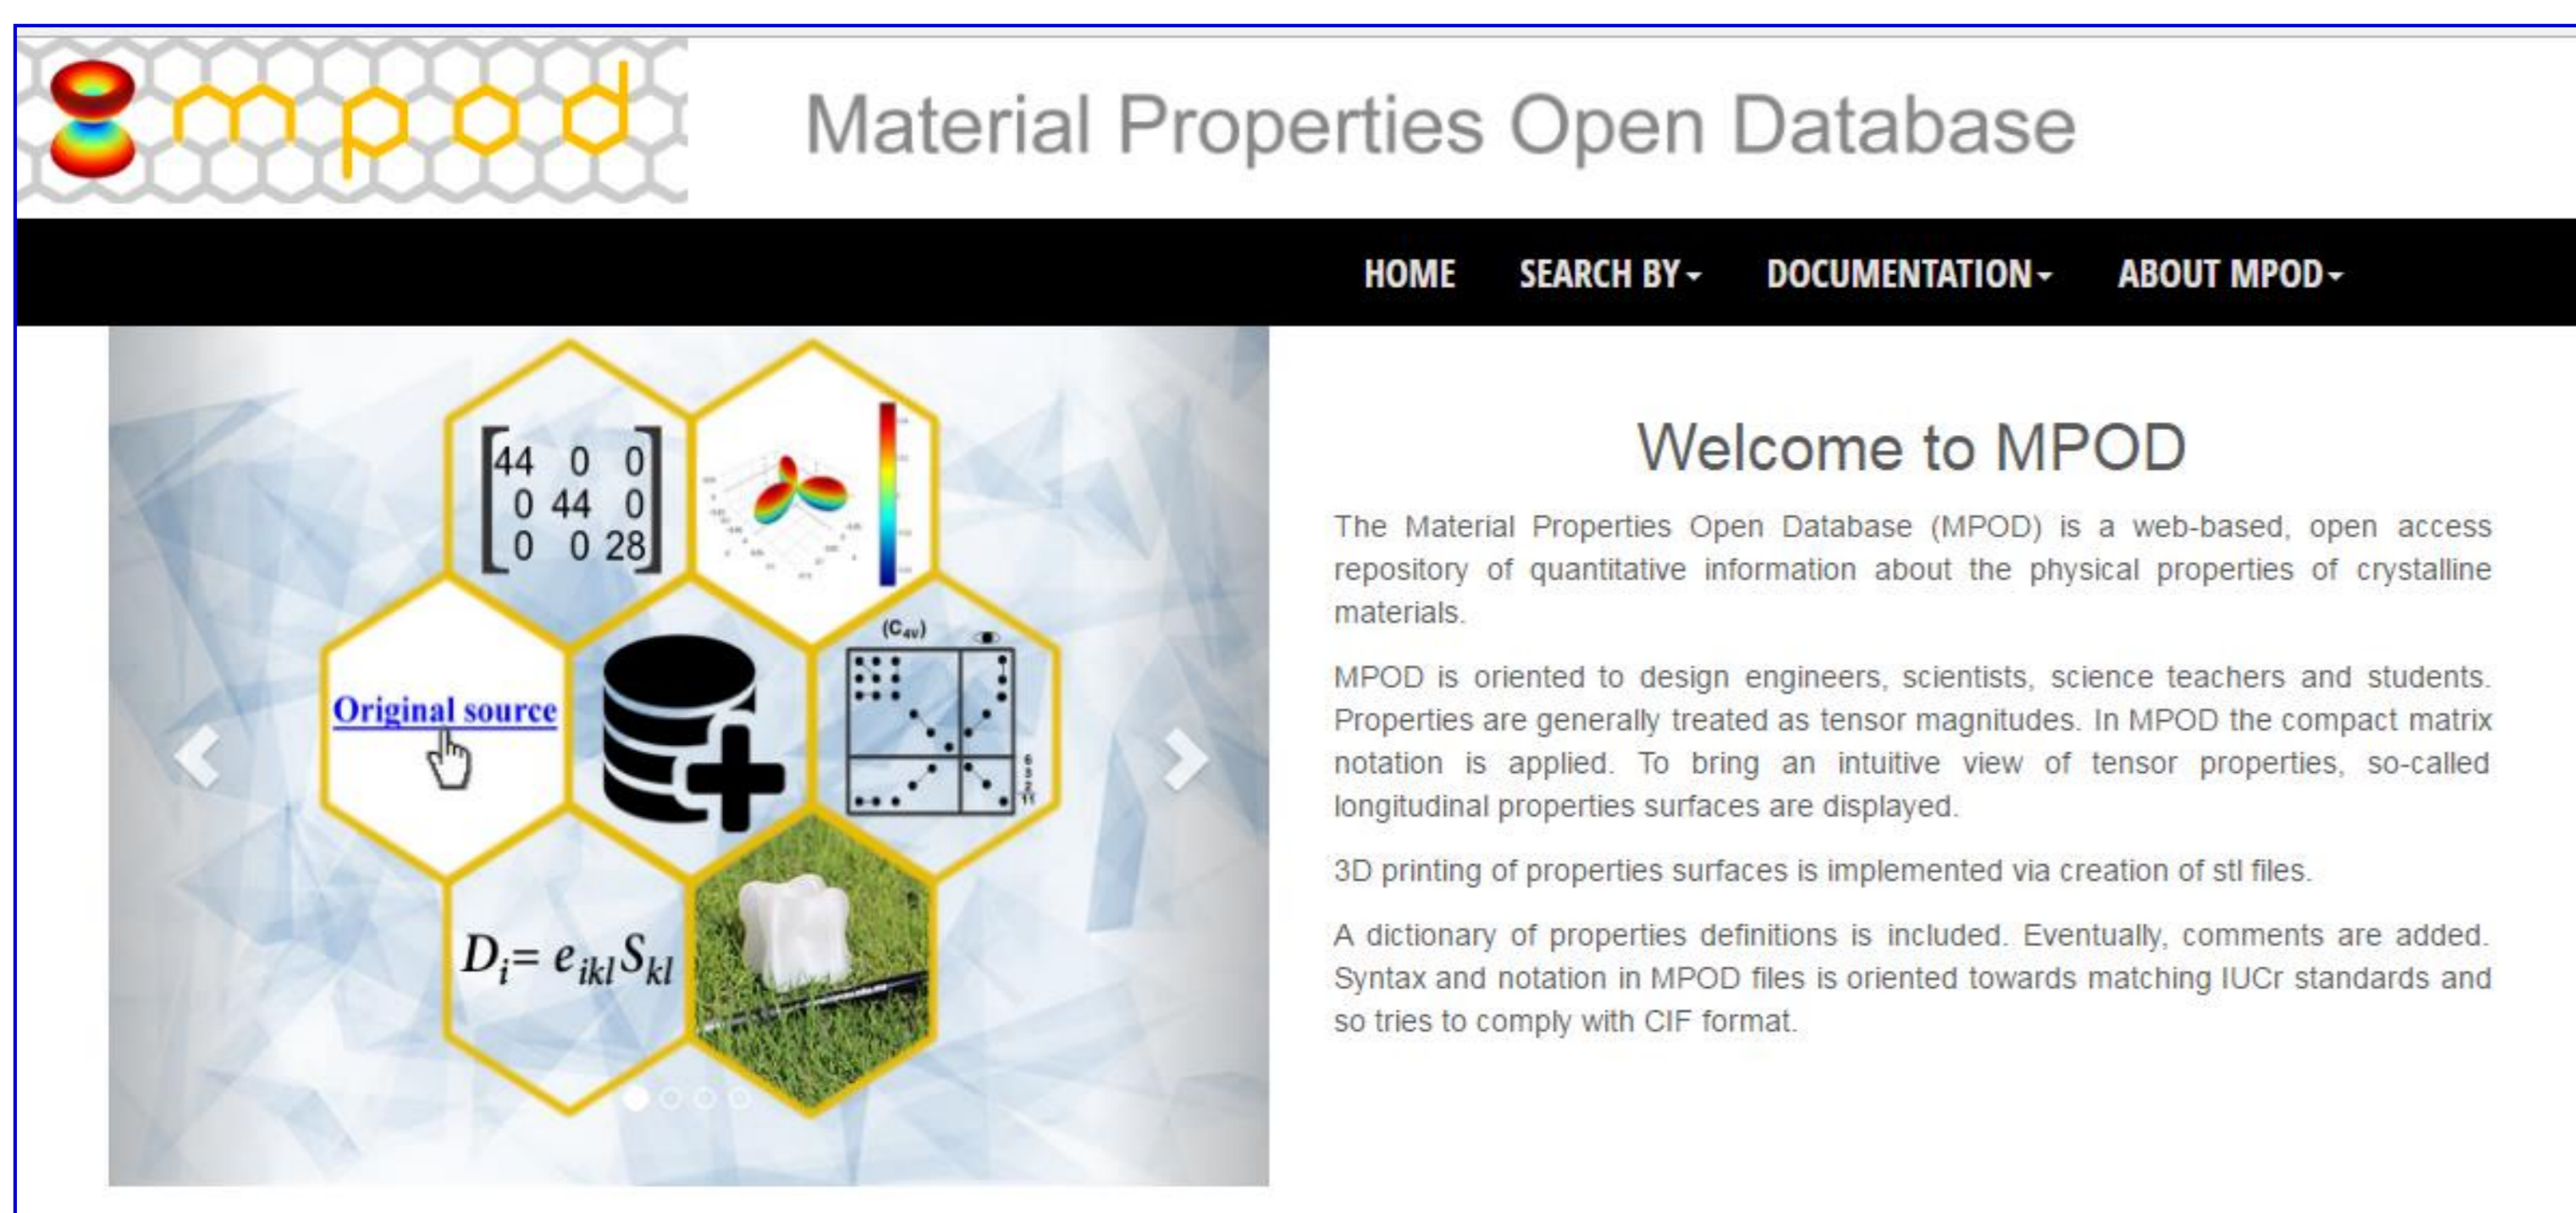 mpod
Material Properties Open Database
HOME SEARCH BY DOCUMENTATION ABOUT MPOD
44 0 0
0 44 0
0 0 28
Original source
(C4v)
6
3
2
11
Di= eikl Skl
Welcome to MPOD
The Material Properties Open Database (MPOD) is a web-based, open access
repository of quantitative information about the physical properties of crystalline
materials.
MPOD is oriented to design engineers, scientists, science teachers and students.
Properties are generally treated as tensor magnitudes. In MPOD the compact matrix
notation is applied. To bring an intuitive view of tensor properties, so-called
longitudinal properties surfaces are displayed.
3D printing of properties surfaces is implemented via creation of stl files.
A dictionary of properties definitions is included. Eventually, comments are added.
Syntax and notation in MPOD files is oriented towards matching IUCr standards and
so tries to comply with CIF format.